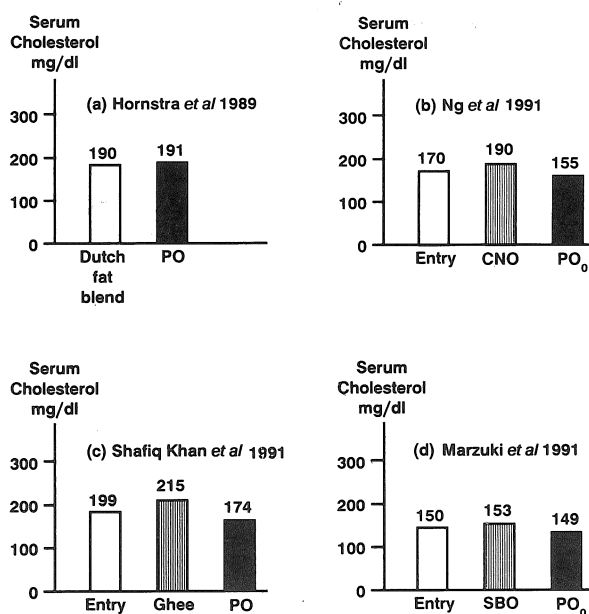 Serum
Cholesterol
mg/dl
(a) Hornstra et al 1989
300
200
100
0
190
191
Dutch
fat
blend
PO
Serum
Cholesterol
mg/dl
(b) Ng et al 1991
300
200
100
0
170
190
155
Entry
CNO
PO0
Serum
Cholesterol
mg/dl
(c) Shafiq Khan et al 1991
300
200
100
0
199
215
174
Entry
Ghee
PO
Serum
Cholesterol
mg/dl
(d) Marzuki et al 1991
300
200
100
0
150
153
149
Entry
SBO
PO0